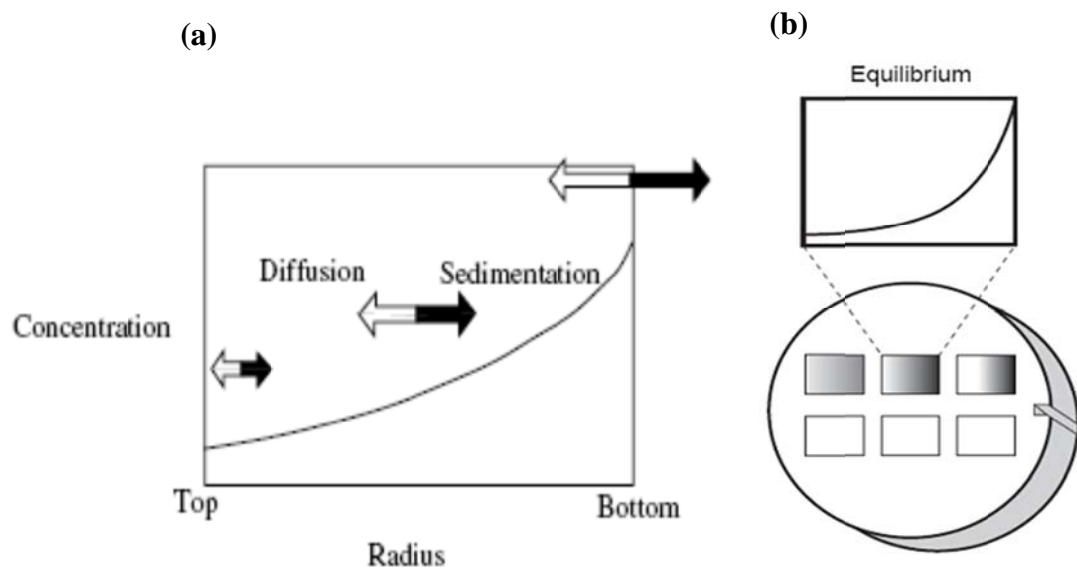 (a)
Diffusion
Sedimentation
Concentration
Top
Bottom
Radius
(b)
Equilibrium